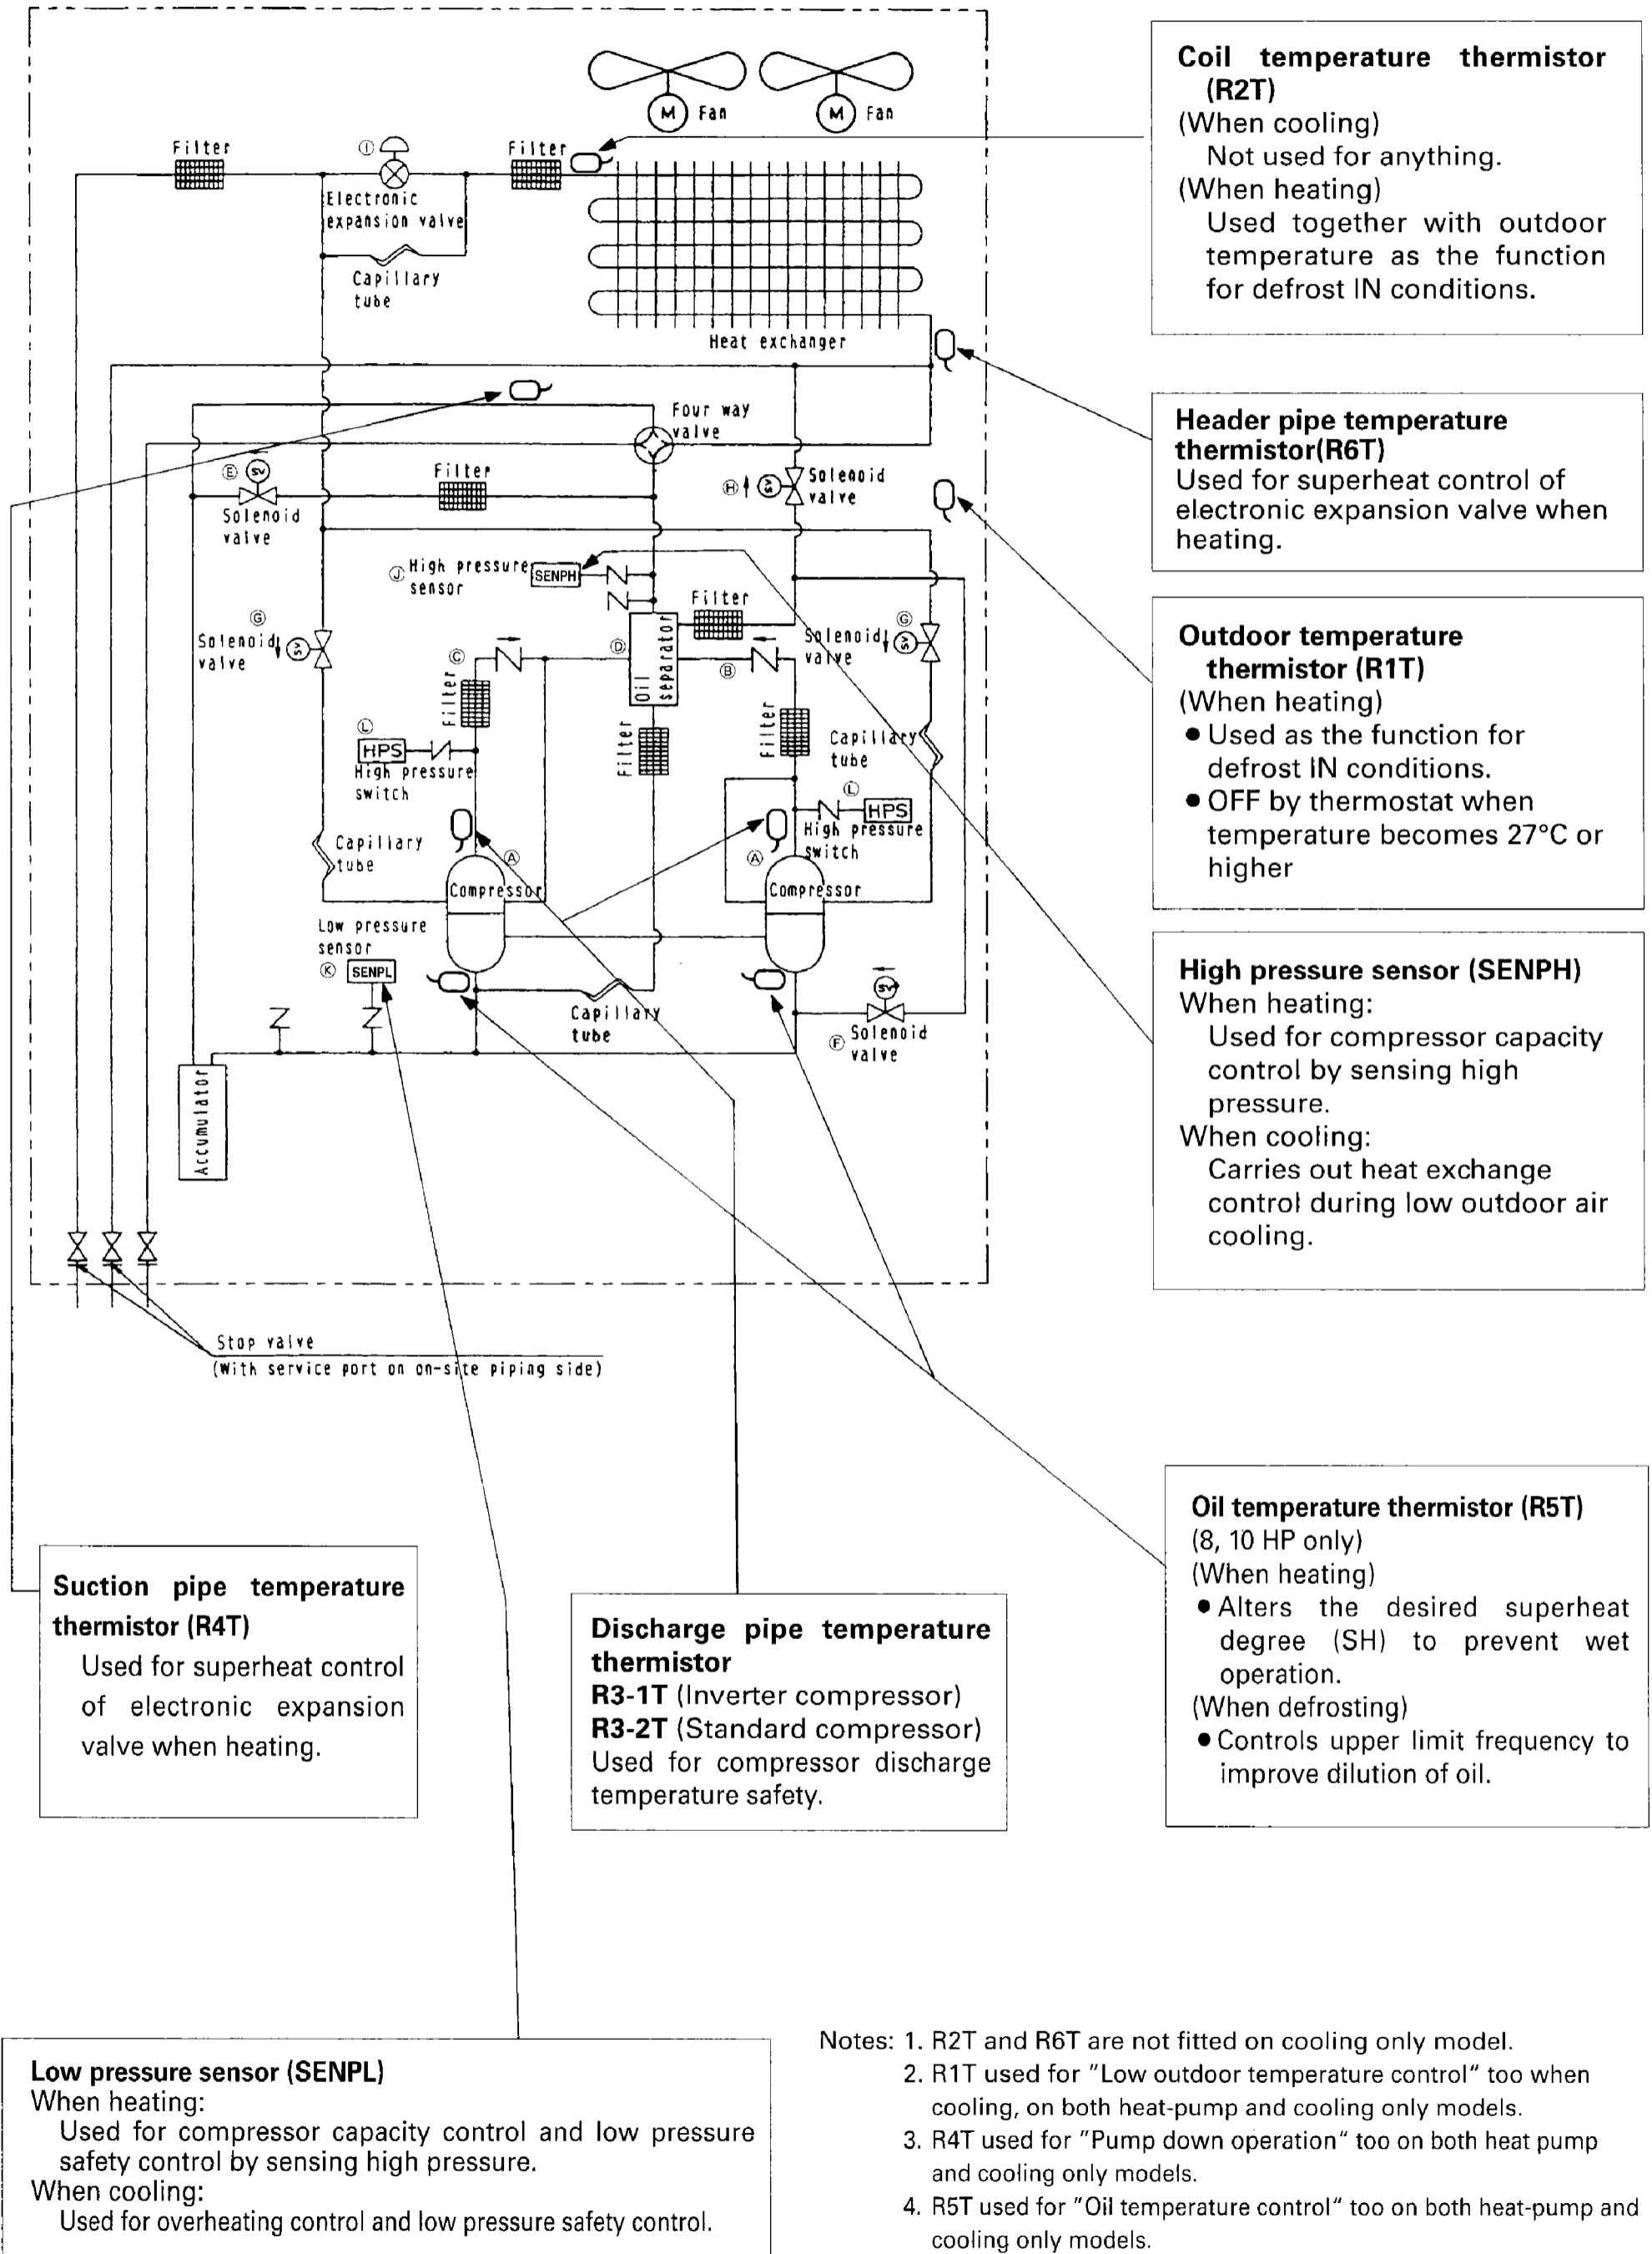 M Fan M Fan
Filter
Ⓘ
Filter
Electronic
expansion valve
Capillary
tube
Heat exchanger
Four way
valve
Ⓔ SV
Solenoid
valve
Filter
Ⓗ SV
Solenoid
valve
Ⓙ High pressure
sensor
SENPH
Filter
Ⓖ
Solenoid
valve
SV
Ⓒ
Filter
Ⓓ
Oil
separator
Ⓑ
Ⓖ
Solenoid
valve
SV
Filter
Filter
Capillary
tube
Ⓛ
HPS
High pressure
switch
Ⓛ
HPS
High pressure
switch
Capillary
tube
Ⓐ
Compressor
Ⓐ
Compressor
Low pressure
sensor
Ⓚ SENPL
Capillary
tube
SV
Ⓕ Solenoid
valve
Accumulator
Stop valve
(With service port on on-site piping side)
Coil temperature thermistor
(R2T)
(When cooling)
Not used for anything.
(When heating)
Used together with outdoor
temperature as the function
for defrost IN conditions.
Header pipe temperature
thermistor(R6T)
Used for superheat control of
electronic expansion valve when
heating.
Outdoor temperature
thermistor (R1T)
(When heating)
● Used as the function for
defrost IN conditions.
● OFF by thermostat when
temperature becomes 27°C or
higher
High pressure sensor (SENPH)
When heating:
Used for compressor capacity
control by sensing high
pressure.
When cooling:
Carries out heat exchange
control during low outdoor air
cooling.
Oil temperature thermistor (R5T)
(8, 10 HP only)
(When heating)
● Alters the desired superheat
degree (SH) to prevent wet
operation.
(When defrosting)
● Controls upper limit frequency to
improve dilution of oil.
Suction pipe temperature
thermistor (R4T)
Used for superheat control
of electronic expansion
valve when heating.
Discharge pipe temperature
thermistor
R3-1T (Inverter compressor)
R3-2T (Standard compressor)
Used for compressor discharge
temperature safety.
Low pressure sensor (SENPL)
When heating:
Used for compressor capacity control and low pressure
safety control by sensing high pressure.
When cooling:
Used for overheating control and low pressure safety control.
Notes: 1. R2T and R6T are not fitted on cooling only model.
2. R1T used for "Low outdoor temperature control" too when
cooling, on both heat-pump and cooling only models.
3. R4T used for "Pump down operation" too on both heat pump
and cooling only models.
4. R5T used for "Oil temperature control" too on both heat-pump and
cooling only models.